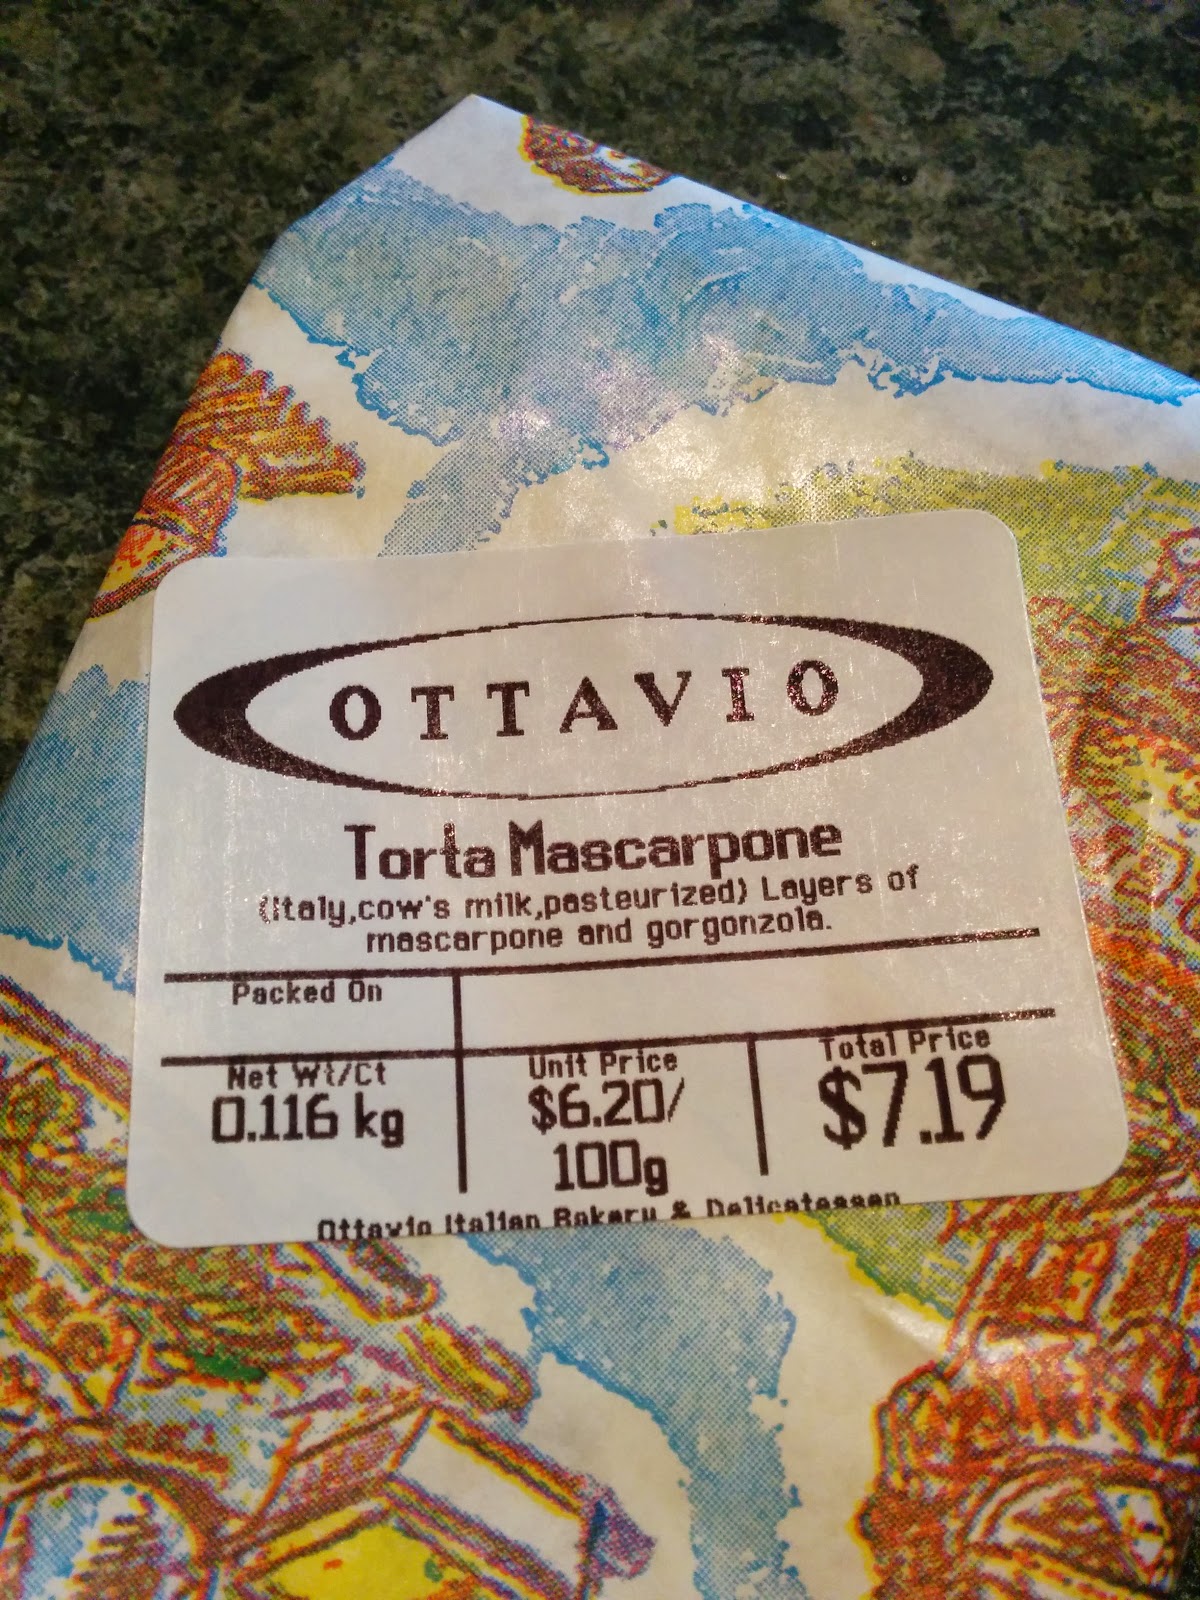 OTTAVIO
Torta Mascarpone
(Italy,cow's milk,pasteurized) Layers of
mascarpone and gorgonzola.
Packed On
Net Wt/Ct
0.116 kg
Unit Price
$6.20/
100g
Total Price
$7.19
Ottavio Italian Bakery & Delicatessen